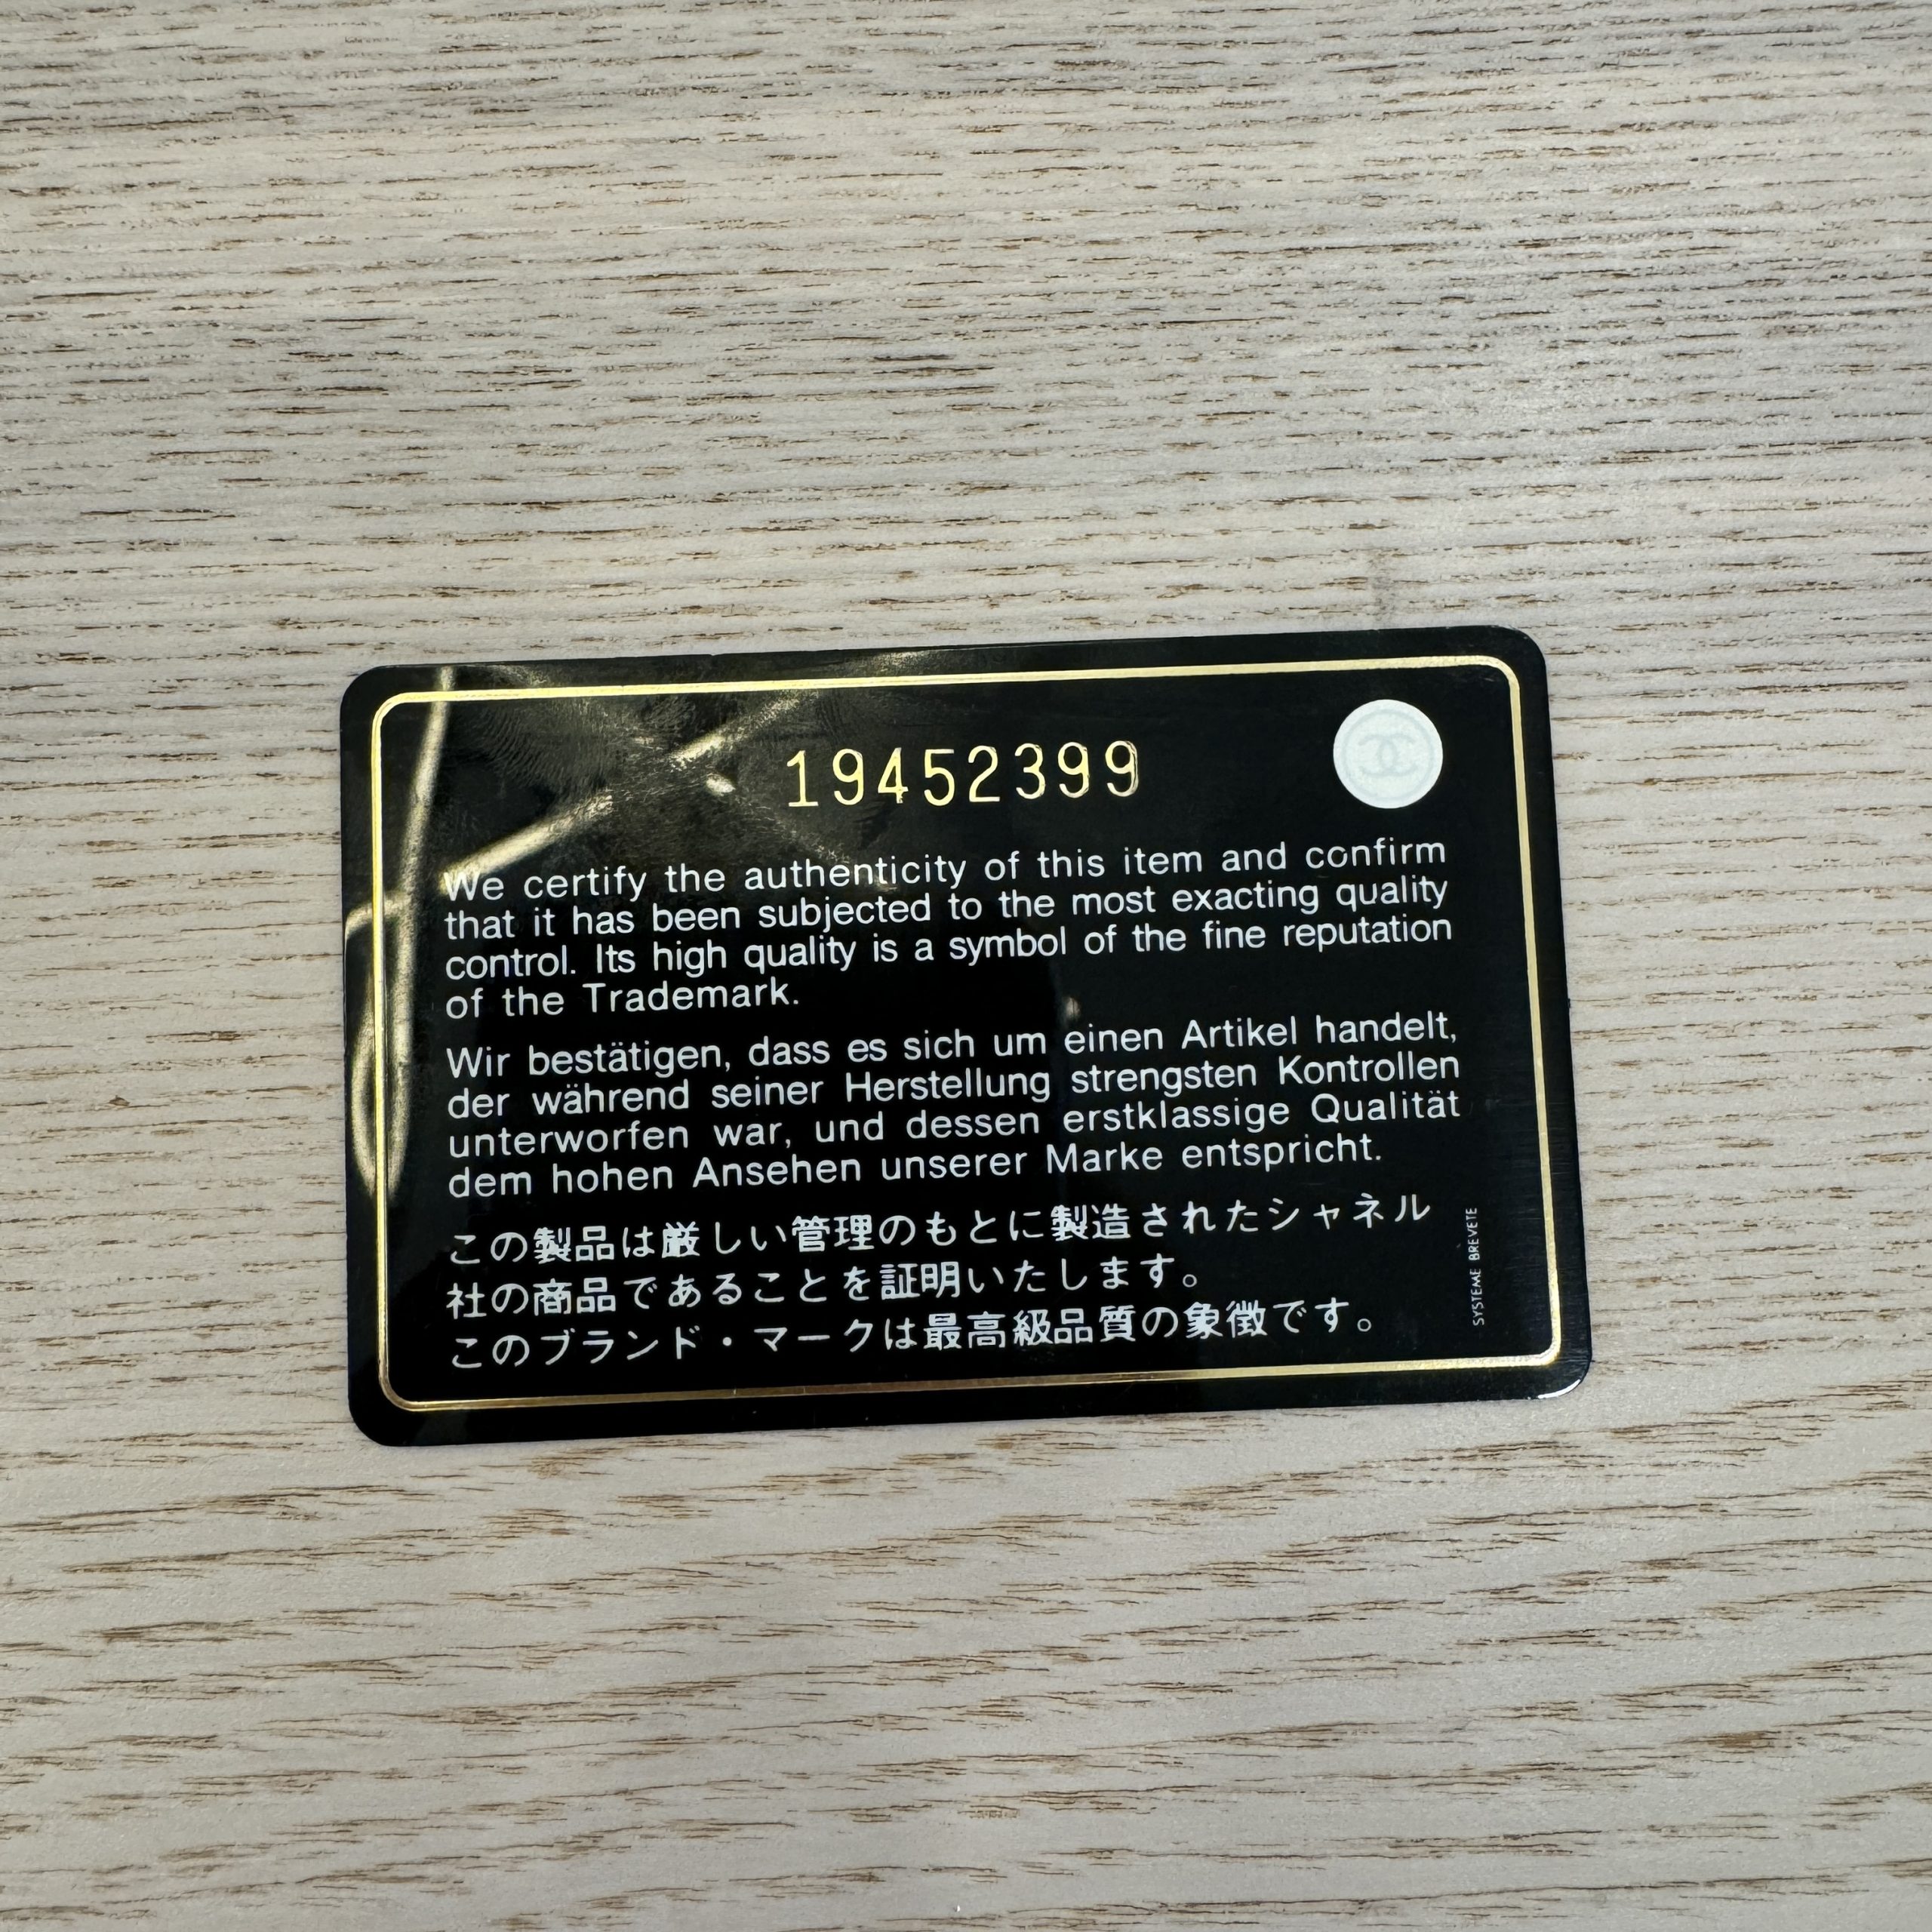 19452399
We certify the authenticity of this item and confirm
that it has been subjected to the most exacting quality
control. Its high quality is a symbol of the fine reputation
of the Trademark.
Wir bestätigen, dass es sich um einen Artikel handelt,
der während seiner Herstellung strengsten Kontrollen
unterworfen war, und dessen erstklassige Qualität
dem hohen Ansehen unserer Marke entspricht.
この製品は厳しい管理のもとに製造されたシャネル
社の商品であることを証明いたします。
このブランド・マークは最高級品質の象徴です。
SYSTEME BREVETE